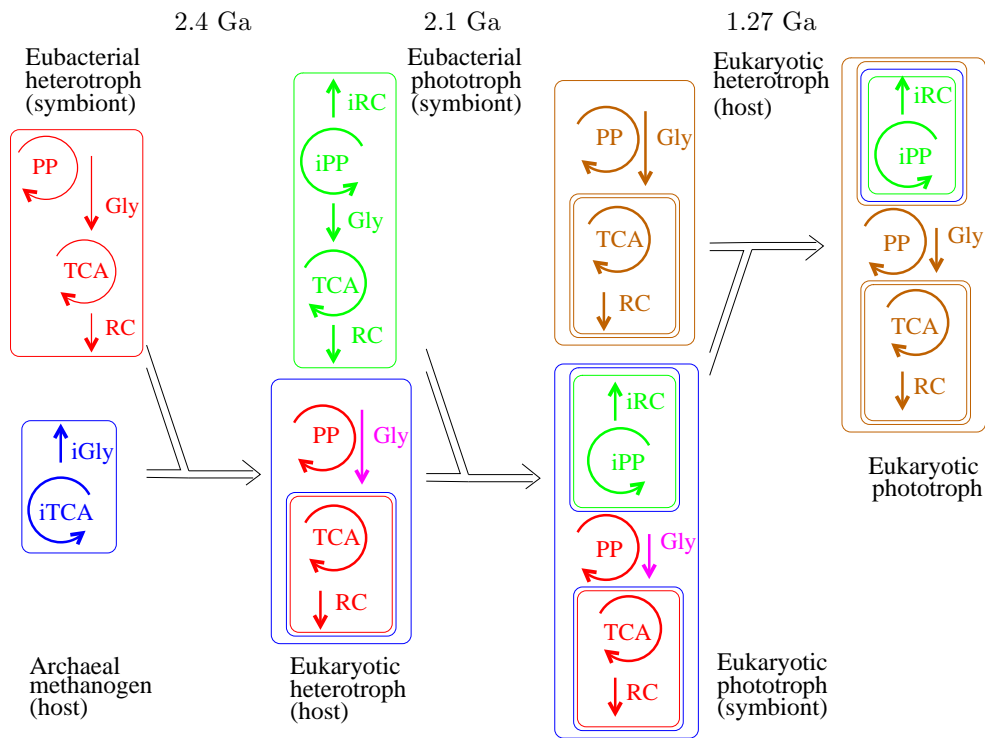 2.4 Ga
2.1 Ga
1.27 Ga
Eubacterial
heterotroph
(symbiont)
PP
Gly
TCA
RC
iGly
iTCA
Archaeal
methanogen
(host)
iRC
iPP
Gly
TCA
RC
PP
Gly
TCA
RC
Eukaryotic
heterotroph
(host)
Eubacterial
phototroph
(symbiont)
PP
Gly
TCA
RC
iRC
iPP
PP
Gly
TCA
RC
Eukaryotic
heterotroph
(host)
Eukaryotic
phototroph
(symbiont)
iRC
iPP
PP
Gly
TCA
RC
Eukaryotic
phototroph